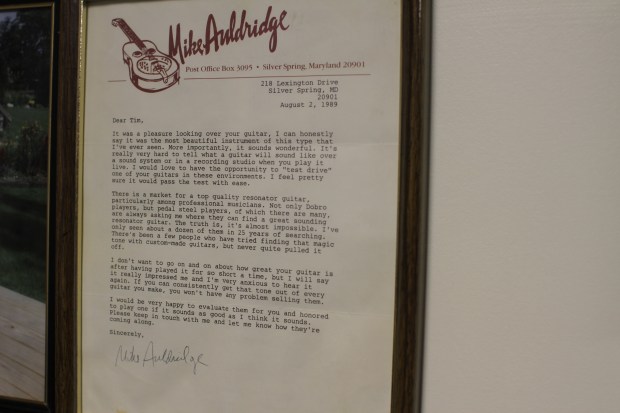 Mike Auldridge
Post Office Box 3095 • Silver Spring, Maryland 20901
218 Lexington Drive
Silver Spring, MD
20901
August 2, 1989
Dear Tim,
It was a pleasure looking over your guitar, I can honestly
say it was the most beautiful instrument of this type that
I've ever seen. More importantly, it sounds wonderful. It's
really very hard to tell what a guitar will sound like over
a sound system or in a recording studio when you play it
live. I would love to have the opportunity to "test drive"
one of your guitars in these environments. I feel pretty
sure it would pass the test with ease.
There is a market for a top quality resonator guitar,
particularly among professional musicians. Not only Dobro
players, but pedal steel players, of which there are many,
are always asking me where they can find a great sounding
resonator guitar. The truth is, it's almost impossible. I've
only seen about a dozen of them in 25 years of searching.
There's been a few people who have tried finding that magic
tone with custom-made guitars, but never quite pulled it
off.
I don't want to go on and on about how great your guitar is
after having played it for so short a time, but I will say
it really impressed me and I'm very anxious to hear it
again. If you can consistently get that tone out of every
guitar you make, you won't have any problem selling them.
I would be very happy to evaluate them for you and honored
to play one if it sounds as good as I think it sounds.
Please keep in touch with me and let me know how they're
coming along.
Sincerely,
Mike Auldridge